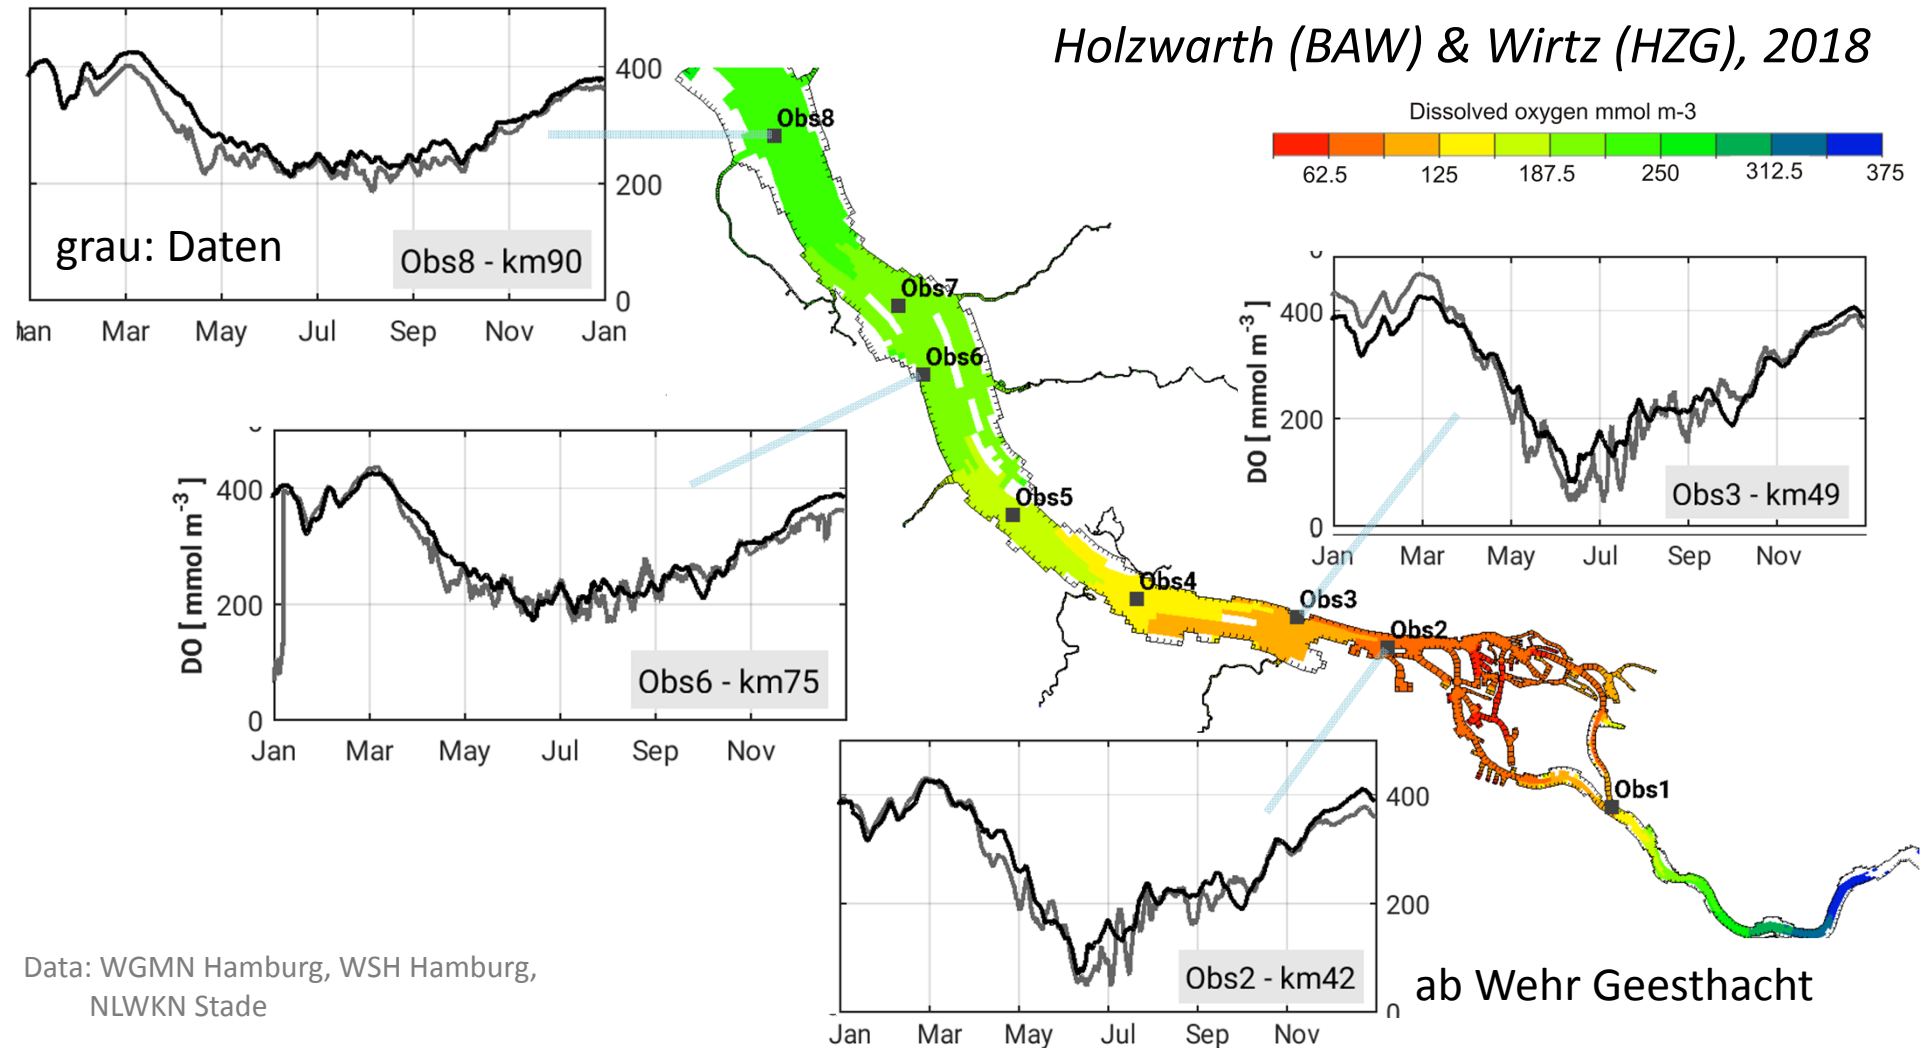 Holzwarth (BAW) & Wirtz (HZG), 2018
Dissolved oxygen mmol m-3
62.5 125 187.5 250 312.5 375
400
200
0
grau: Daten
Obs8 - km90
Mar May Jul Sep Nov Jan
Obs8
Obs7
Obs6
Obs5
Obs4
Obs3
Obs2
Obs1
DO [ mmol m-3 ]
400
200
0
Obs3 - km49
Jan Mar May Jul Sep Nov
DO [ mmol m-3 ]
400
200
0
Obs6 - km75
Jan Mar May Jul Sep Nov
400
200
0
Obs2 - km42
Jan Mar May Jul Sep Nov
ab Wehr Geesthacht
Data: WGMN Hamburg, WSH Hamburg,
NLWKN Stade